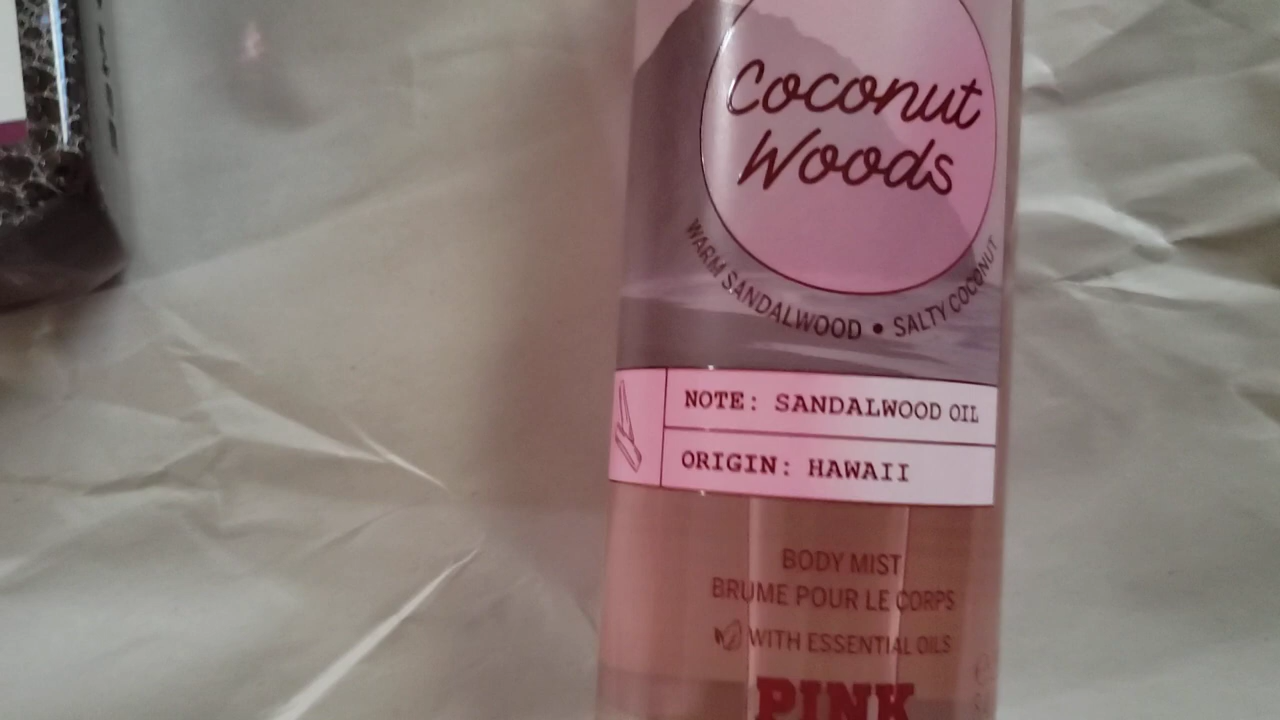 Coconut
Woods
WARM SANDALWOOD • SALTY COCONUT
NOTE: SANDALWOOD OIL
ORIGIN: HAWAII
BODY MIST
BRUME POUR LE CORPS
WITH ESSENTIAL OILS
PINK